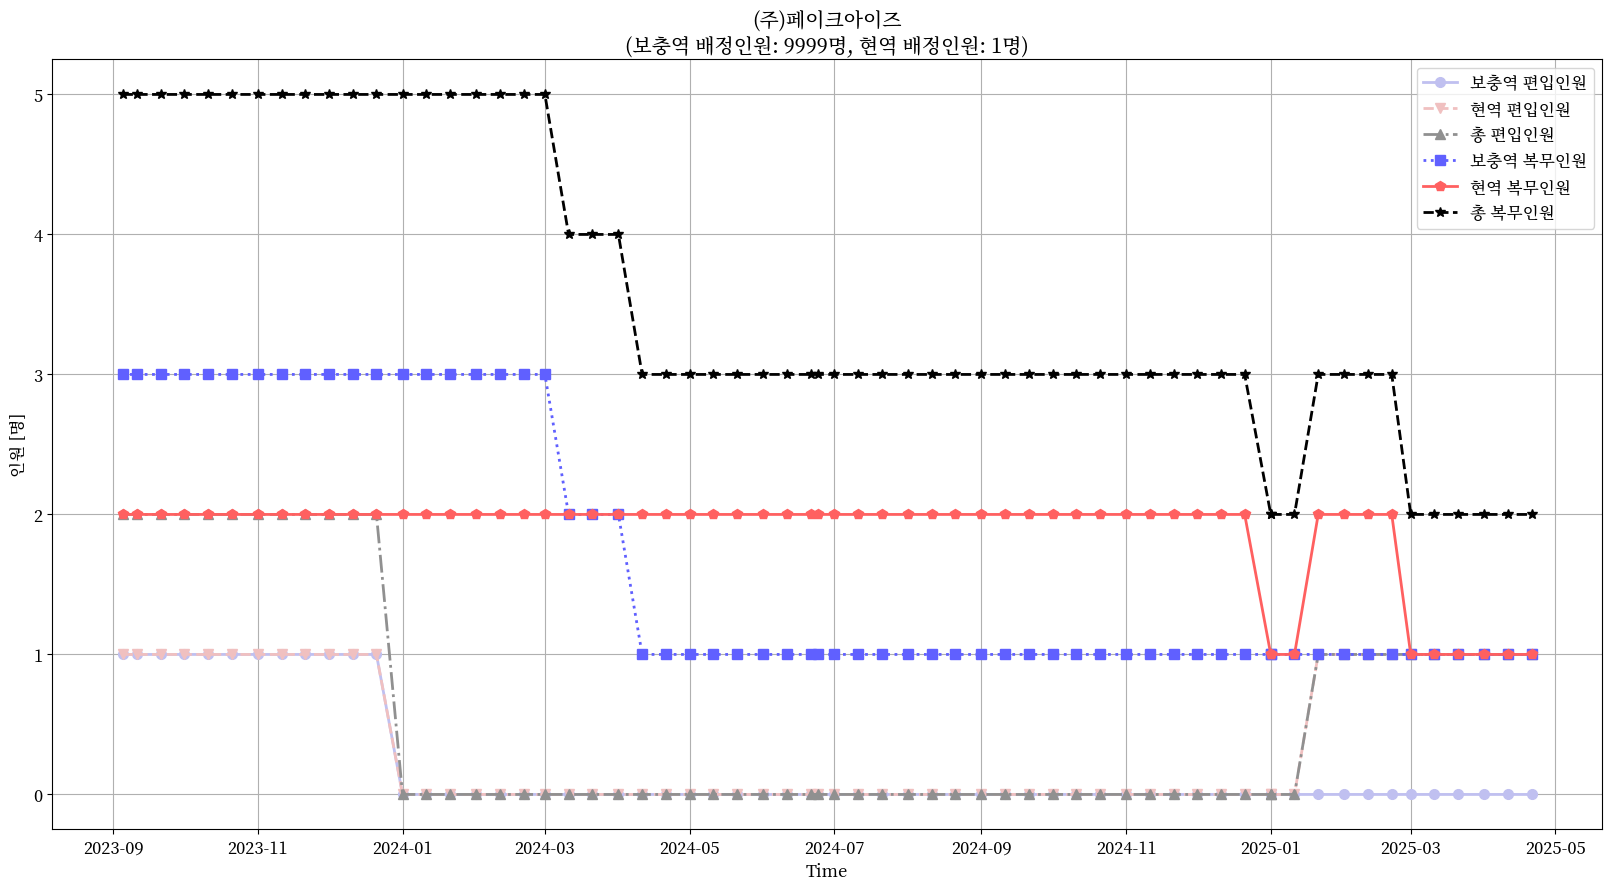 (주)페이크아이즈
(보충역 배정인원: 9999명, 현역 배정인원: 1명)
보충역 편입인원
현역 편입인원
총 편입인원
보충역 복무인원
현역 복무인원
총 복무인원
인원 [명]
5
4
3
2
1
0
2023-09 2023-11 2024-01 2024-03 2024-05 2024-07 2024-09 2024-11 2025-01 2025-03 2025-05
Time